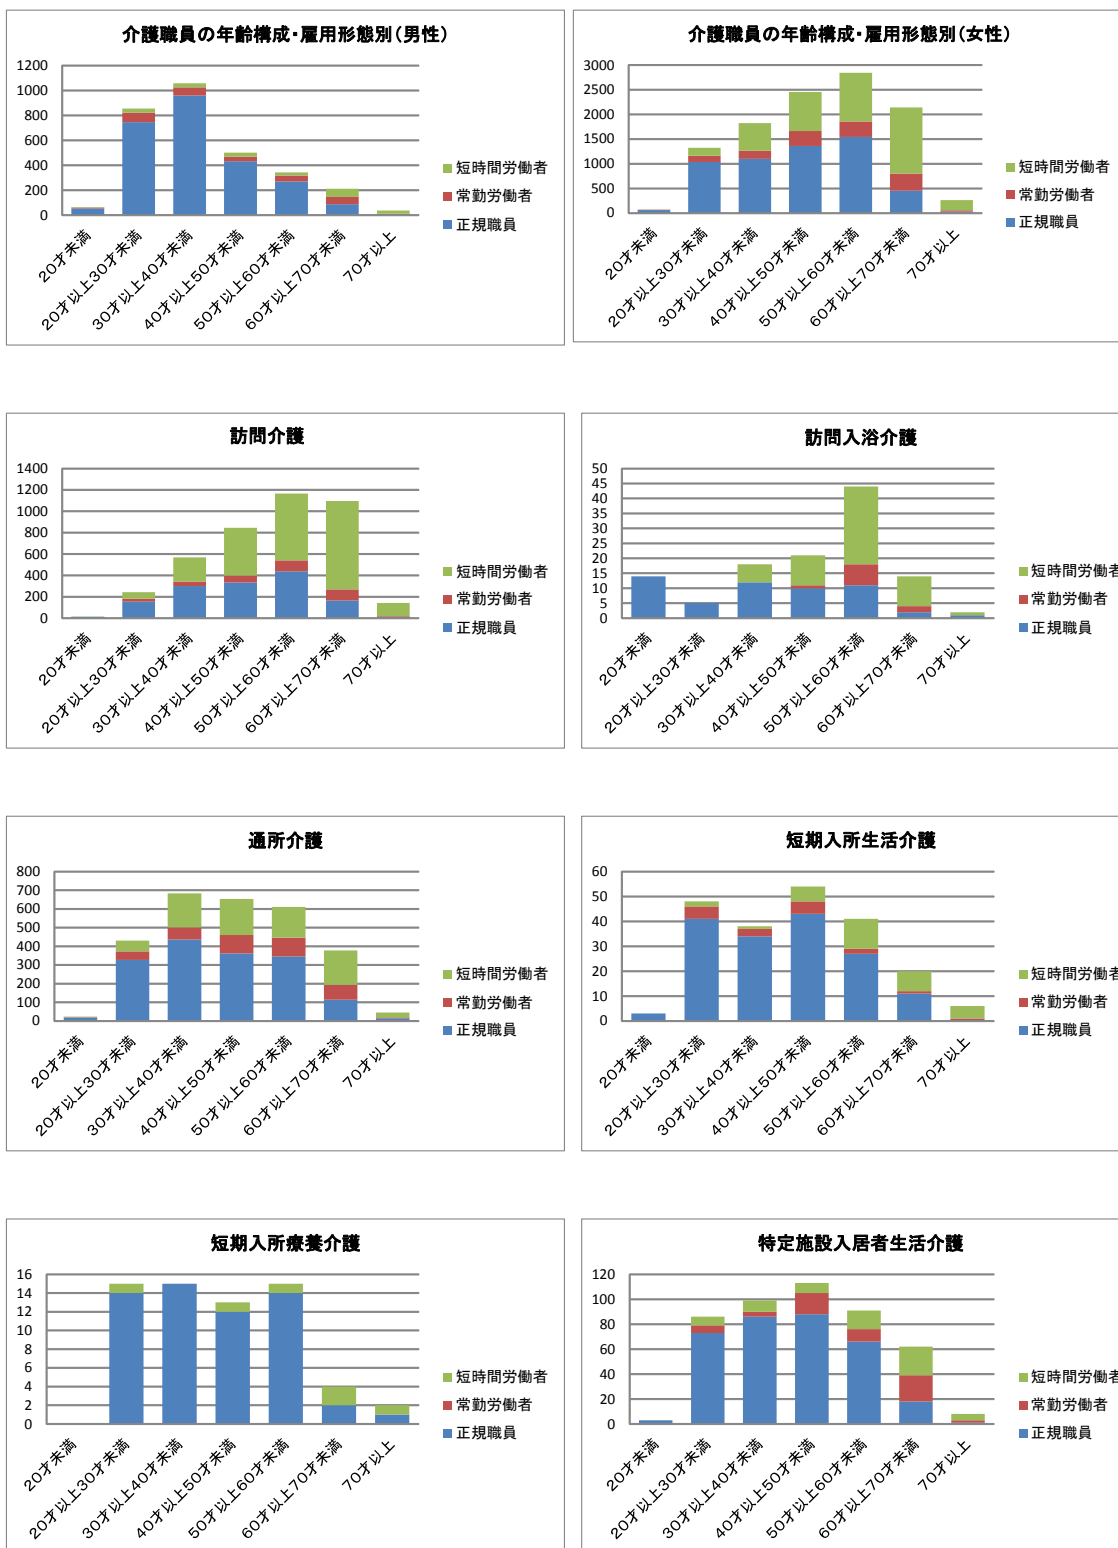 介護職員の年齢構成・雇用形態別(男性)
1200
1000
800
600
400
200
0
20才未満
20才以上30才未満
30才以上40才未満
40才以上50才未満
50才以上60才未満
60才以上70才未満
70才以上
短時間労働者
常勤労働者
正規職員
介護職員の年齢構成・雇用形態別(女性)
3000
2500
2000
1500
1000
500
0
20才未満
20才以上30才未満
30才以上40才未満
40才以上50才未満
50才以上60才未満
60才以上70才未満
70才以上
短時間労働者
常勤労働者
正規職員
訪問介護
1400
1200
1000
800
600
400
200
0
20才未満
20才以上30才未満
30才以上40才未満
40才以上50才未満
50才以上60才未満
60才以上70才未満
70才以上
短時間労働者
常勤労働者
正規職員
訪問入浴介護
50
45
40
35
30
25
20
15
10
5
0
20才未満
20才以上30才未満
30才以上40才未満
40才以上50才未満
50才以上60才未満
60才以上70才未満
70才以上
短時間労働者
常勤労働者
正規職員
通所介護
800
700
600
500
400
300
200
100
0
20才未満
20才以上30才未満
30才以上40才未満
40才以上50才未満
50才以上60才未満
60才以上70才未満
70才以上
短時間労働者
常勤労働者
正規職員
短期入所生活介護
60
50
40
30
20
10
0
20才未満
20才以上30才未満
30才以上40才未満
40才以上50才未満
50才以上60才未満
60才以上70才未満
70才以上
短時間労働者
常勤労働者
正規職員
短期入所療養介護
16
14
12
10
8
6
4
2
0
20才未満
20才以上30才未満
30才以上40才未満
40才以上50才未満
50才以上60才未満
60才以上70才未満
70才以上
短時間労働者
常勤労働者
正規職員
特定施設入居者生活介護
120
100
80
60
40
20
0
20才未満
20才以上30才未満
30才以上40才未満
40才以上50才未満
50才以上60才未満
60才以上70才未満
70才以上
短時間労働者
常勤労働者
正規職員